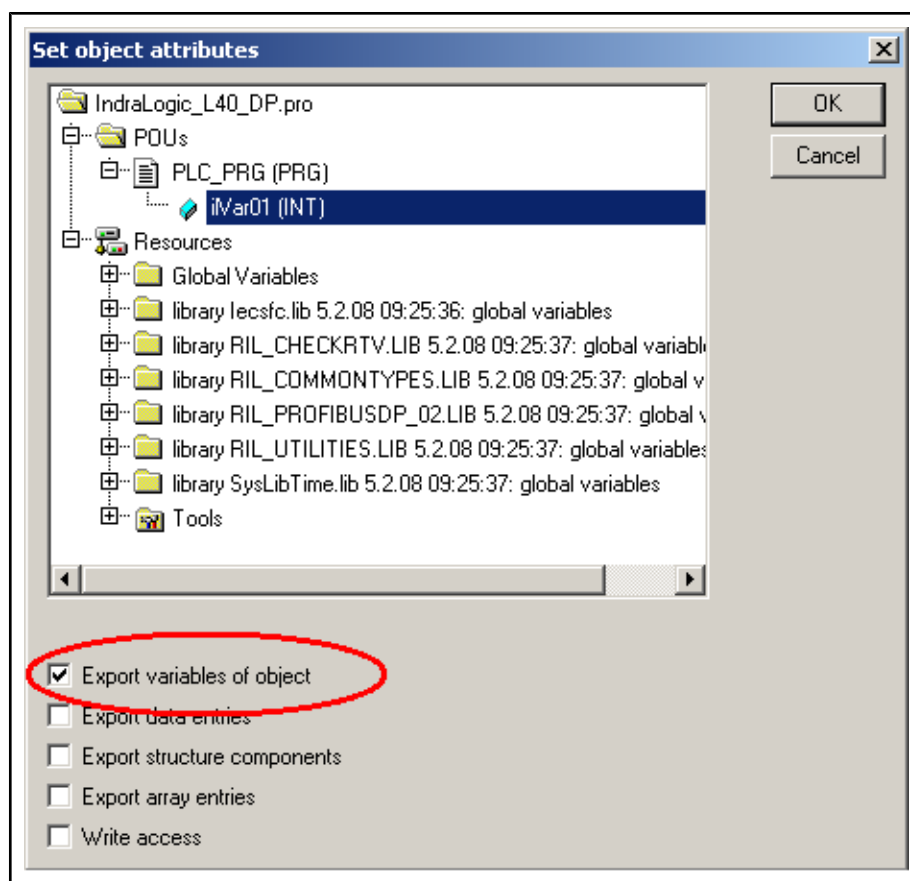 Set object attributes
IndraLogic_L40_DP.pro
OK
POUs
Cancel
PLC_PRG (PRG)
iVar01 (INT)
Resources
Global Variables
library Iecsfc.lib 5.2.08 09:25:36: global variables
library RIL_CHECKRTV.LIB 5.2.08 09:25:37: global variabl
library RIL_COMMONTYPES.LIB 5.2.08 09:25:37: global v
library RIL_PROFIBUSDP_02.LIB 5.2.08 09:25:37: global v
library RIL_UTILITIES.LIB 5.2.08 09:25:37: global variables
library SysLibTime.lib 5.2.08 09:25:37: global variables
Tools
Export variables of object
Export data entries
Export structure components
Export array entries
Write access